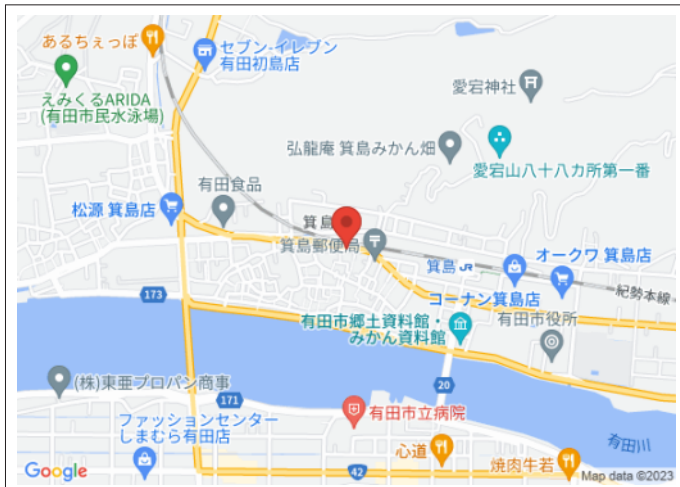 あるちぇっぽ
セブン-イレブン
有田初島店
えみくるARIDA
(有田市民水泳場)
愛宕神社
弘龍庵 箕島みかん畑
愛宕山八十八カ所第一番
有田食品
松源 箕島店
箕島
箕島郵便局
箕島 JR
オークワ 箕島店
コーナン箕島店
紀勢本線
173
有田市郷土資料館・
みかん資料館
有田市役所
(株)東亜プロパン商事
171
20
有田市立病院
ファッションセンター
しまむら有田店
心道
有田川
42
焼肉牛若
Google
Map data ©2023